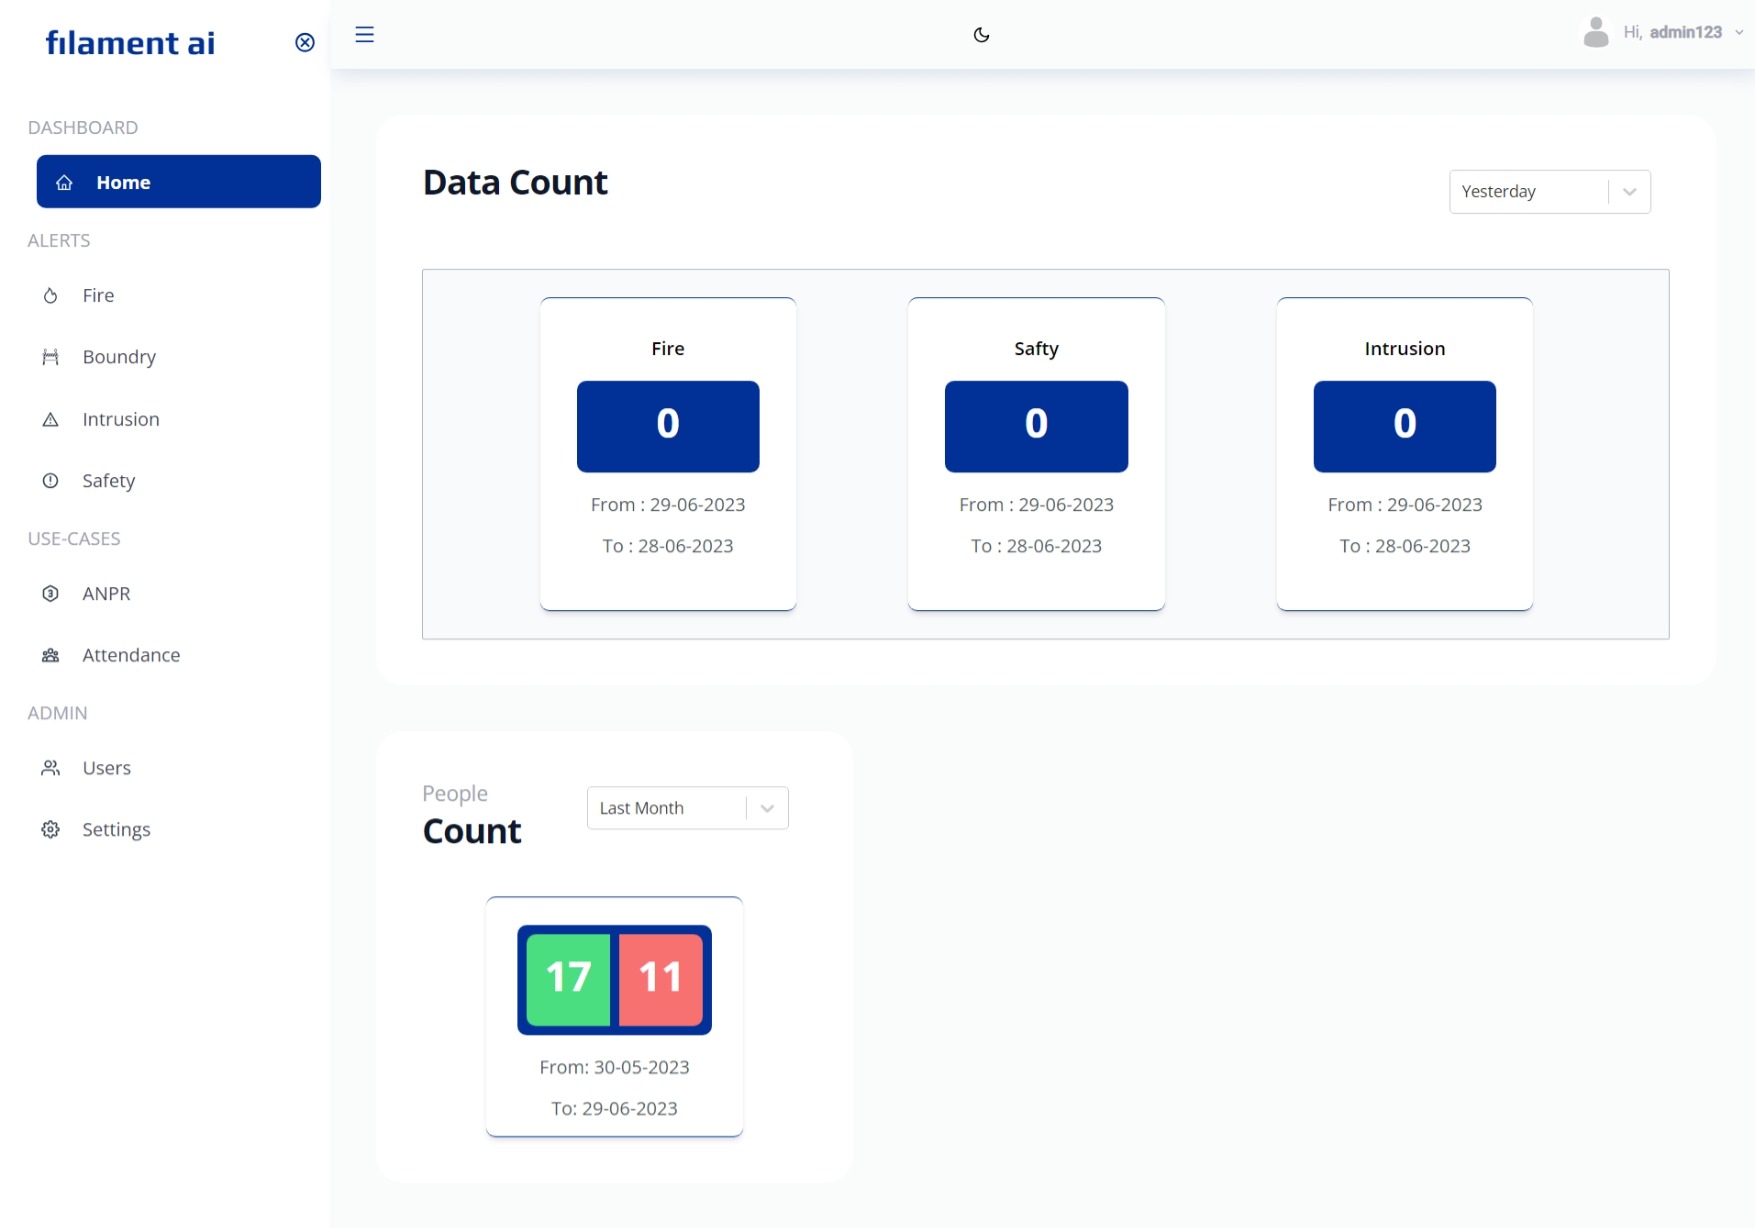 filament ai
Hi, admin123
DASHBOARD
Home
ALERTS
Fire
Boundry
Intrusion
Safety
USE-CASES
ANPR
Attendance
ADMIN
Users
Settings
Data Count
Yesterday
Fire
0
From : 29-06-2023
To : 28-06-2023
Safty
0
From : 29-06-2023
To : 28-06-2023
Intrusion
0
From : 29-06-2023
To : 28-06-2023
People
Count
Last Month
17 11
From: 30-05-2023
To: 29-06-2023